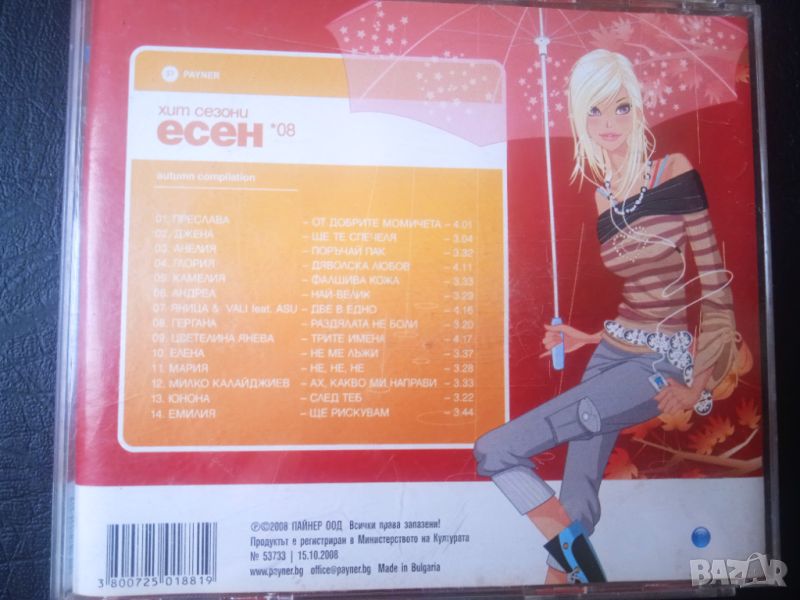 PAYNER
хит сезони
есен *08
autumn compilation
01. ПРЕСЛАВА – ОТ ДОБРИТЕ МОМИЧЕТА – 4.01
02. ДЖЕНА – ЩЕ ТЕ СПЕЧЕЛЯ – 3.04
03. АНЕЛИЯ – ПОРЪЧАЙ ПАК – 3.32
04. ГЛОРИЯ – ДЯВОЛСКА ЛЮБОВ – 4.11
05. КАМЕЛИЯ – ФАЛШИВА КОЖА – 3.33
06. АНДРЕА – НАЙ-ВЕЛИК – 3.23
07. ЯНИЦА & VALI feat. ASU – ДВЕ В ЕДНО – 4.16
08. ГЕРГАНА – РАЗДЯЛАТА НЕ БОЛИ – 3.20
09. ЦВЕТЕЛИНА ЯНЕВА – ТРИТЕ ИМЕНА – 4.17
10. ЕЛЕНА – НЕ МЕ ЛЪЖИ – 3.37
11. МАРИЯ – НЕ, НЕ, НЕ – 3.28
12. МИЛКО КАЛАЙДЖИЕВ – АХ, КАКВО МИ НАПРАВИ – 3.33
13. ЮНОНА – СЛЕД ТЕБ – 3.22
14. ЕМИЛИЯ – ЩЕ РИСКУВАМ – 3.44
℗©2008 ПАЙНЕР ООД Всички права запазени!
Продуктът е регистриран в Министерството на Културата
№ 53733 | 15.10.2008
www.payner.bg office@payner.bg Made in Bulgaria
3 800725 018819
BAZAR